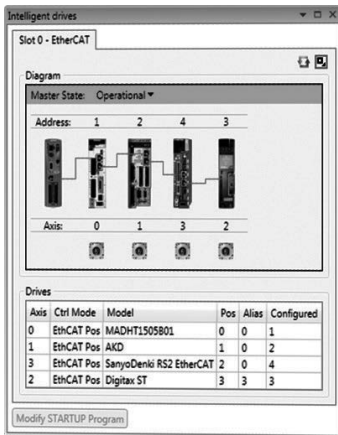 Intelligent drives
Slot 0 - EtherCAT
Diagram
Master State: Operational
Address: 1 2 4 3
Axis: 0 1 3 2
Drives
Axis Ctrl Mode Model Pos Alias Configured
0 EthCAT Pos MADHT1505B01 0 0 1
1 EthCAT Pos AKD 1 0 2
3 EthCAT Pos SanyoDenki RS2 EtherCAT 2 0 4
2 EthCAT Pos Digitax ST 3 3 3
Modify STARTUP Program